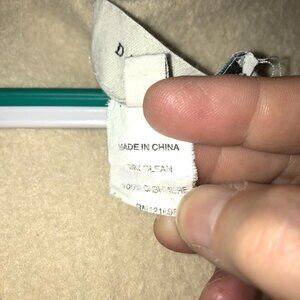 D
MADE IN CHINA
DRY CLEAN
100% CASHMERE